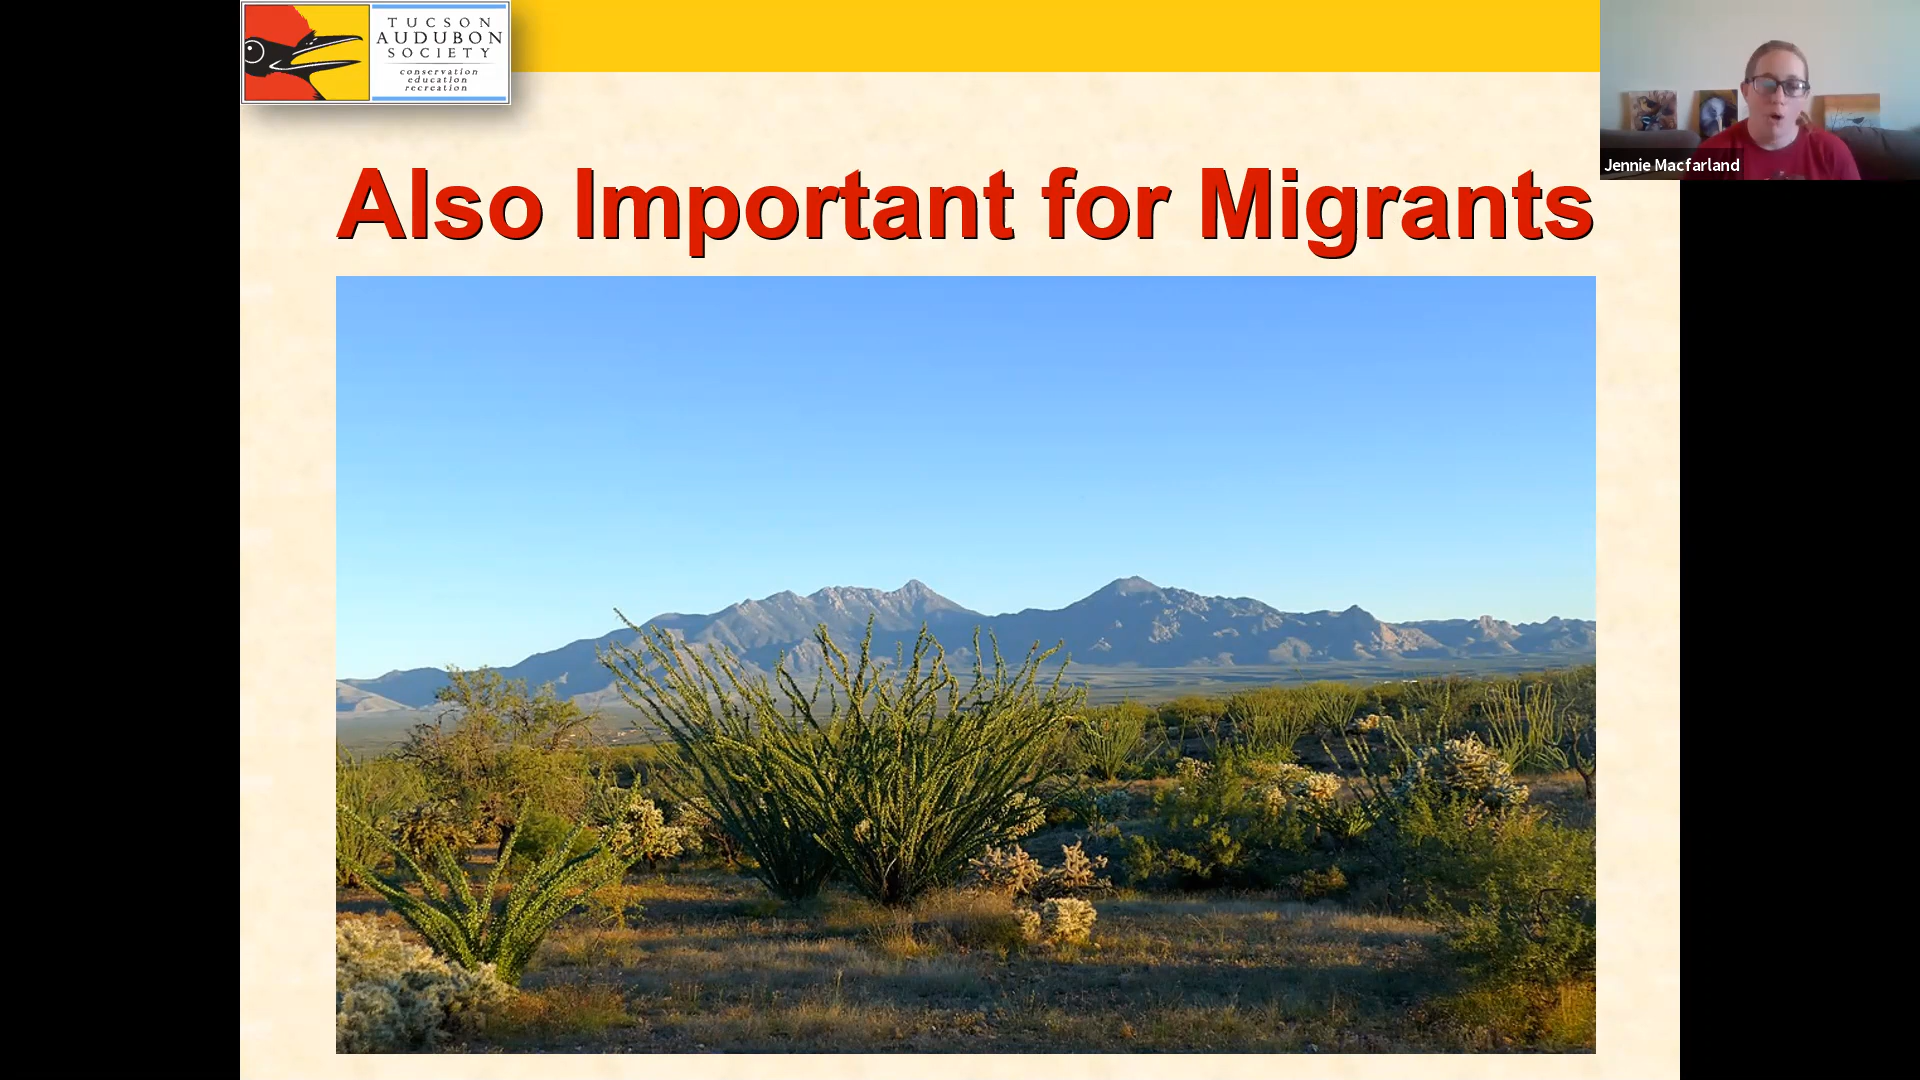 TUCSON
AUDUBON
SOCIETY
conservation
education
recreation
Jennie Macfarland
Also Important for Migrants